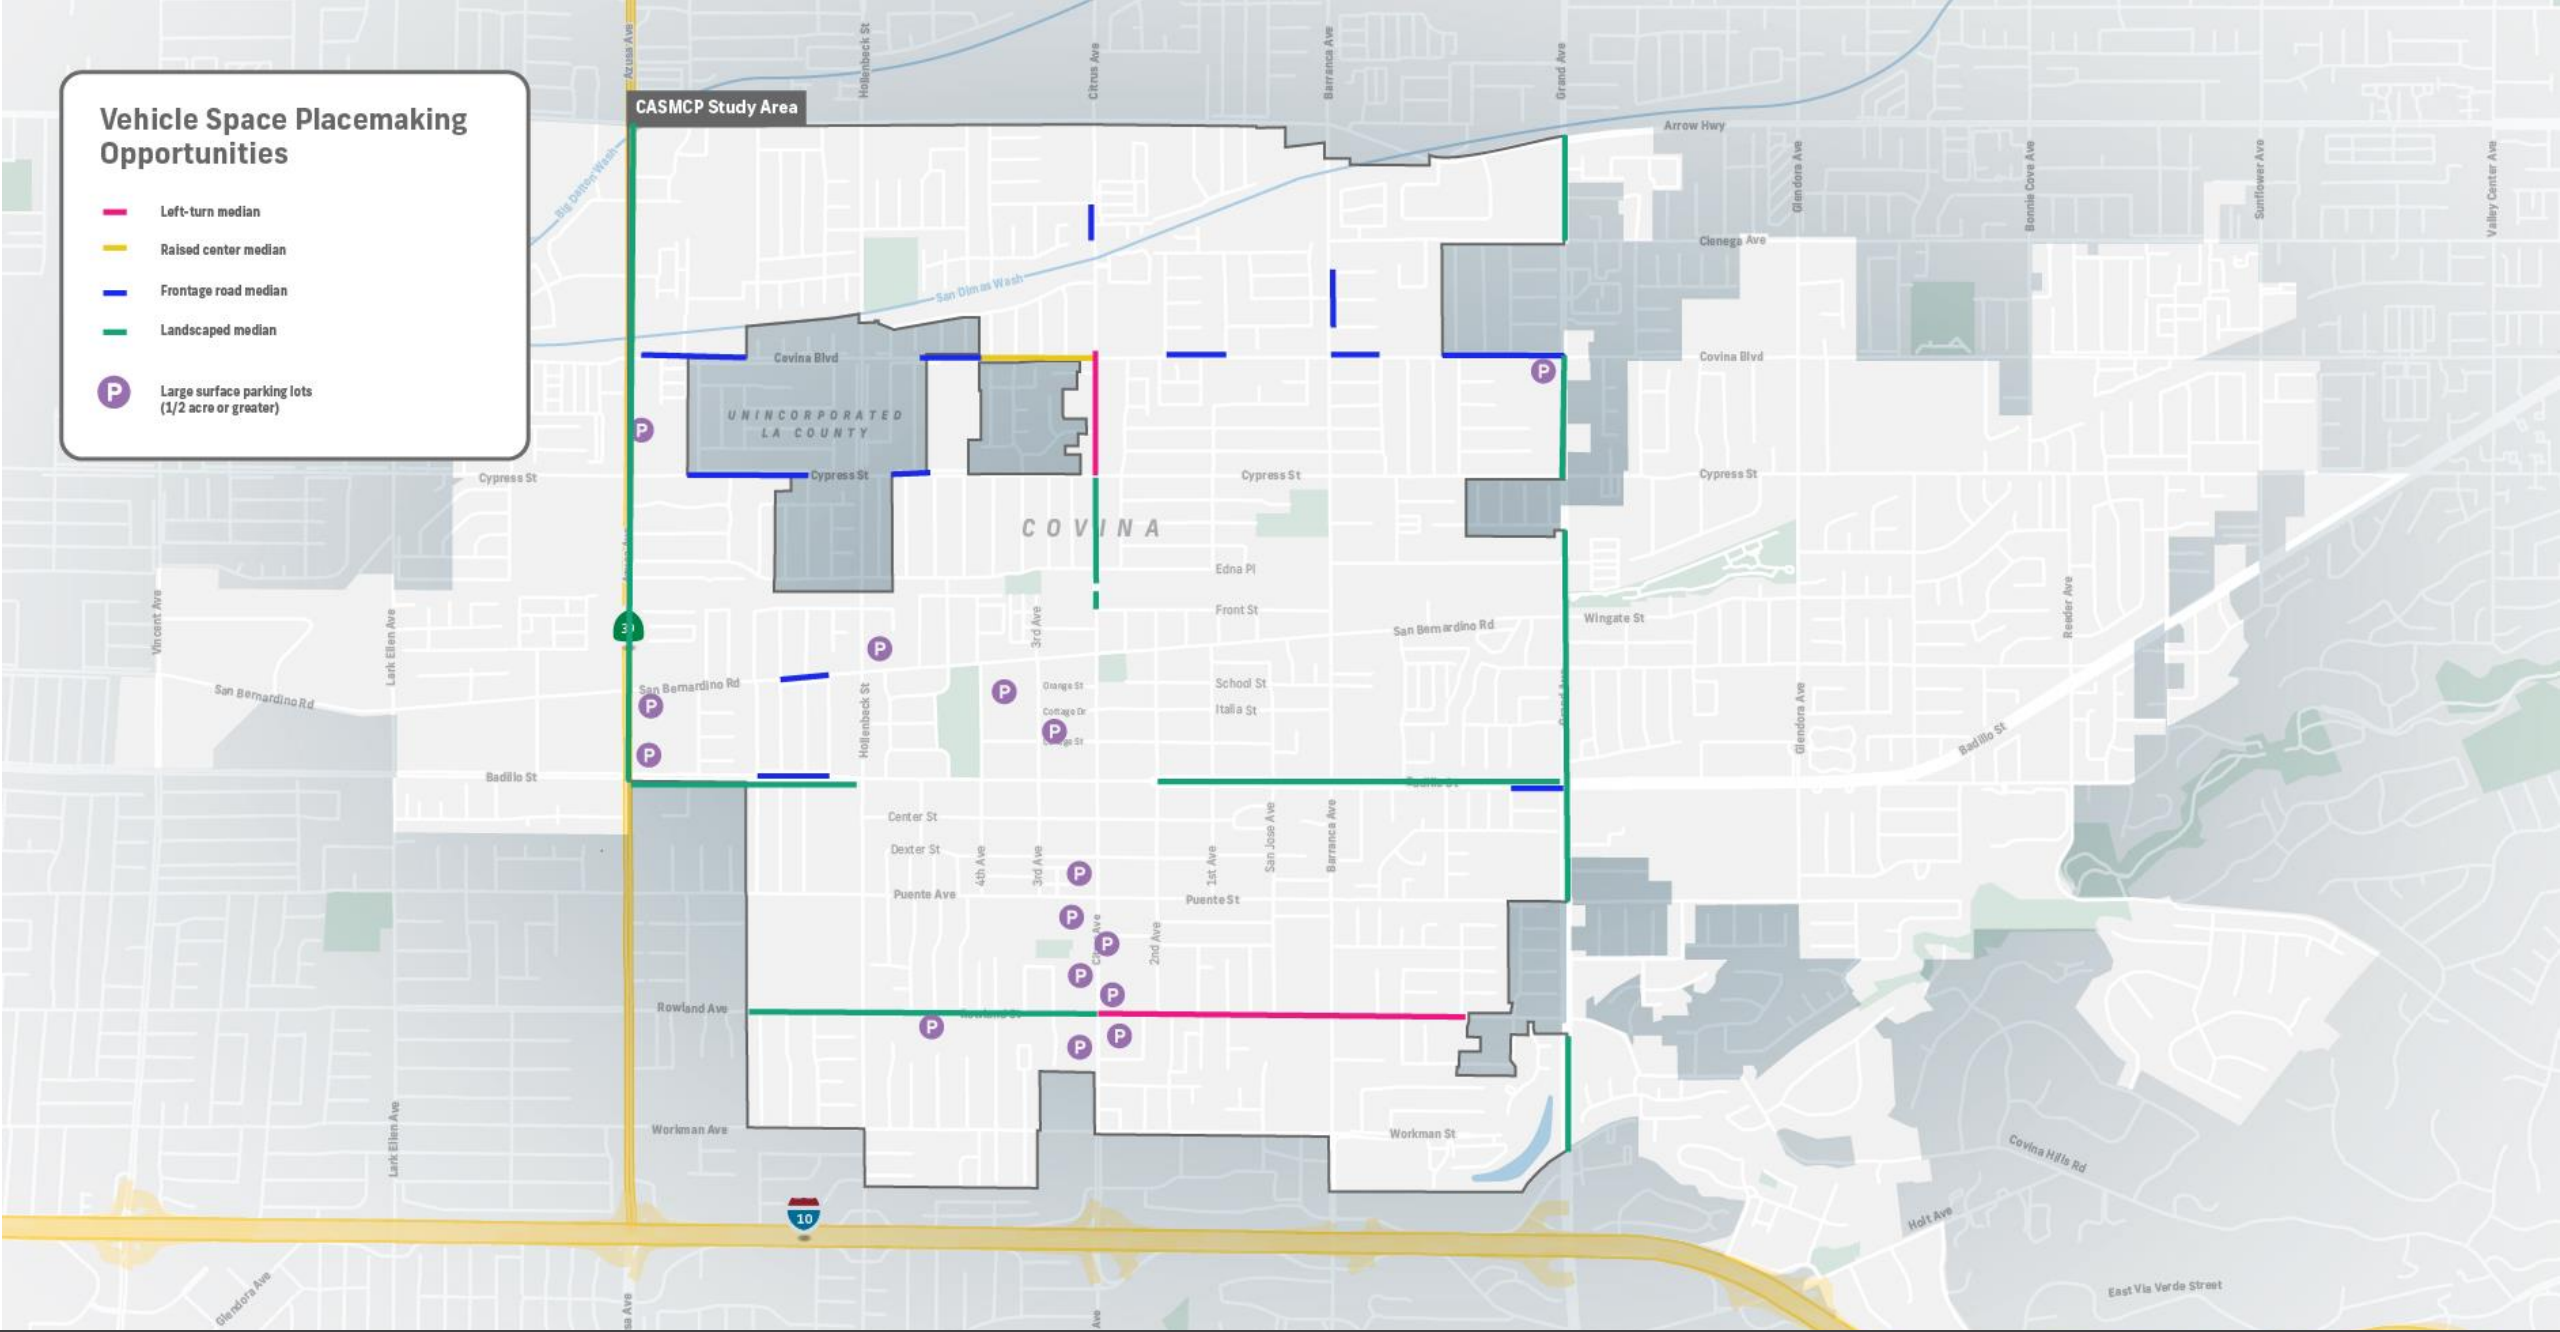 Azusa Ave
Hollenbeck St
Citrus Ave
Barranca Ave
Grand Ave
CASMCP Study Area
Vehicle Space Placemaking
Opportunities
Left-turn median
Raised center median
Frontage road median
Landscaped median
P
Large surface parking lots
(1/2 acre or greater)
Big Dalton Wash
Arrow Hwy
Glendora Ave
Bonnie Cove Ave
Sunflower Ave
Valley Center Ave
Cienega Ave
San Dimas Wash
Covina Blvd
Covina Blvd
P
P
UNINCORPORATED
LA COUNTY
Cypress St
Cypress St
Cypress St
Cypress St
COVINA
Edna Pl
Front St
San Bernardino Rd
Wingate St
Vincent Ave
Lark Ellen Ave
3rd Ave
Reeder Ave
P
San Bernardino Rd
San Bernardino Rd
P
P
Orange St
School St
Cottage Dr
Italia St
P
P
Hollenback St
Glendora Ave
Badillo St
Badillo St
Center St
Dexter St
4th Ave
3rd Ave
1st Ave
San Jose Ave
Barranca Ave
P
Puente Ave
Puente St
P
P
2nd Ave
P
P
Rowland Ave
P
P
P
Lark Ellen Ave
Workman Ave
Workman St
Covina Hills Rd
10
Holt Ave
Glendora Ave
East Via Verde Street
Ave